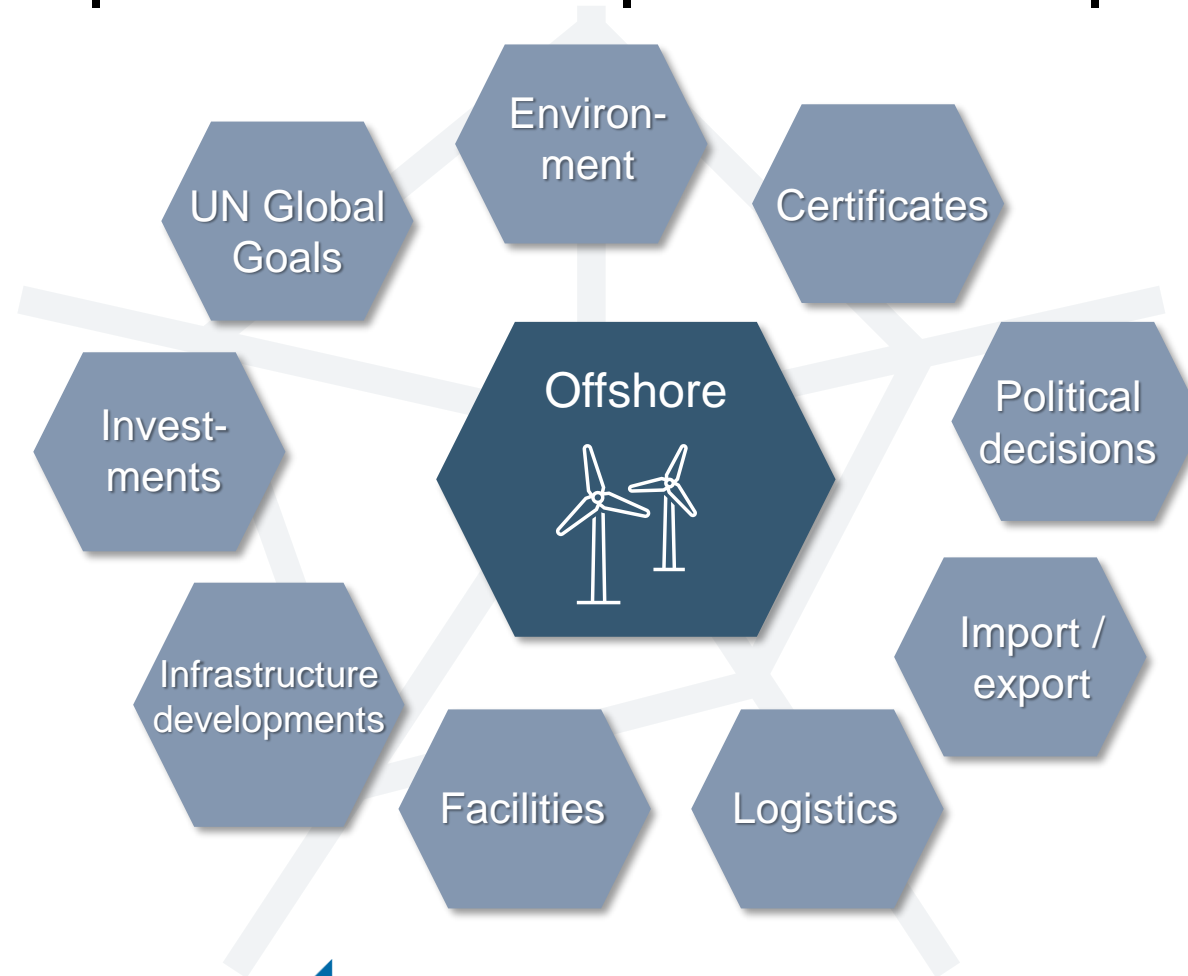 Environ-
ment
UN Global
Goals
Certificates
Offshore
Political
decisions
Invest-
ments
Import /
export
Infrastructure
developments
Facilities
Logistics